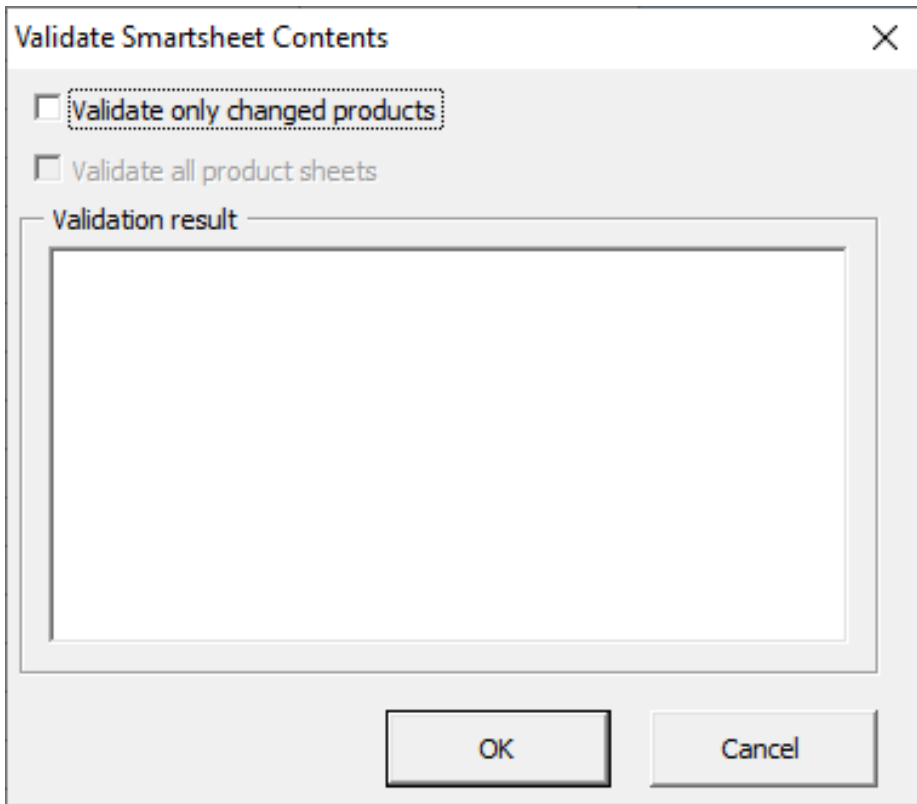 Validate Smartsheet Contents
Validate only changed products
Validate all product sheets
Validation result
OK
Cancel